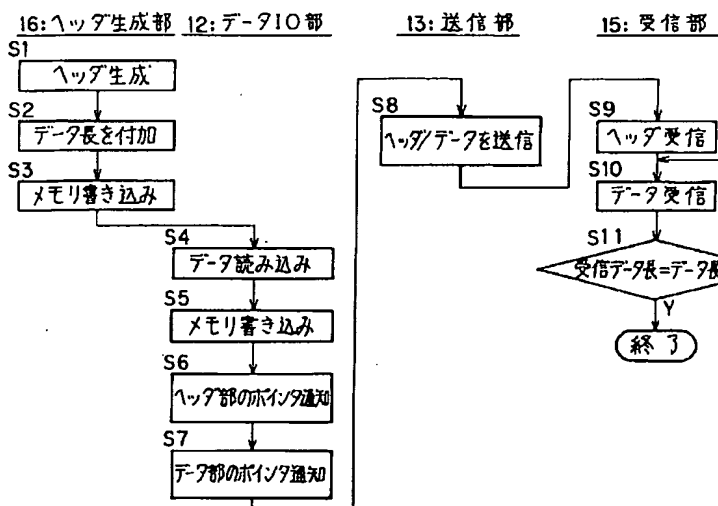 16:ヘッダ生成部
12:データIO部
13:送信部
15:受信部
S1
ヘッダ生成
S2
データ長を付加
S3
メモリ書き込み
S4
データ読み込み
S5
メモリ書き込み
S6
ヘッダ部のポインタ通知
S7
データ部のポインタ通知
S8
ヘッダ/データを送信
S9
ヘッダ受信
S10
データ受信
S11
受信データ長=データ長
Y
終了